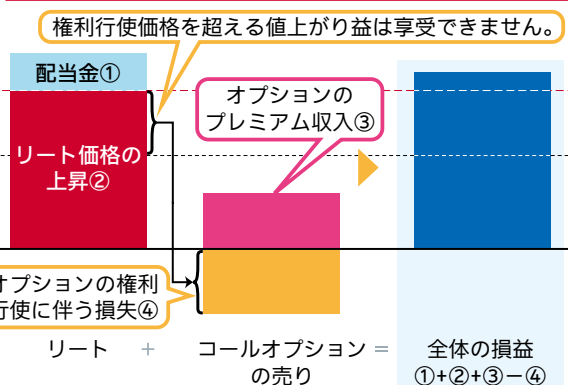 権利行使価格を超える値上がり益は享受できません。
配当金①
オプションの
プレミアム収入③
リート価格の
上昇②
オプションの権利
行使に伴う損失④
リート + コールオプション = 全体の損益
の売り ①+②+③−④